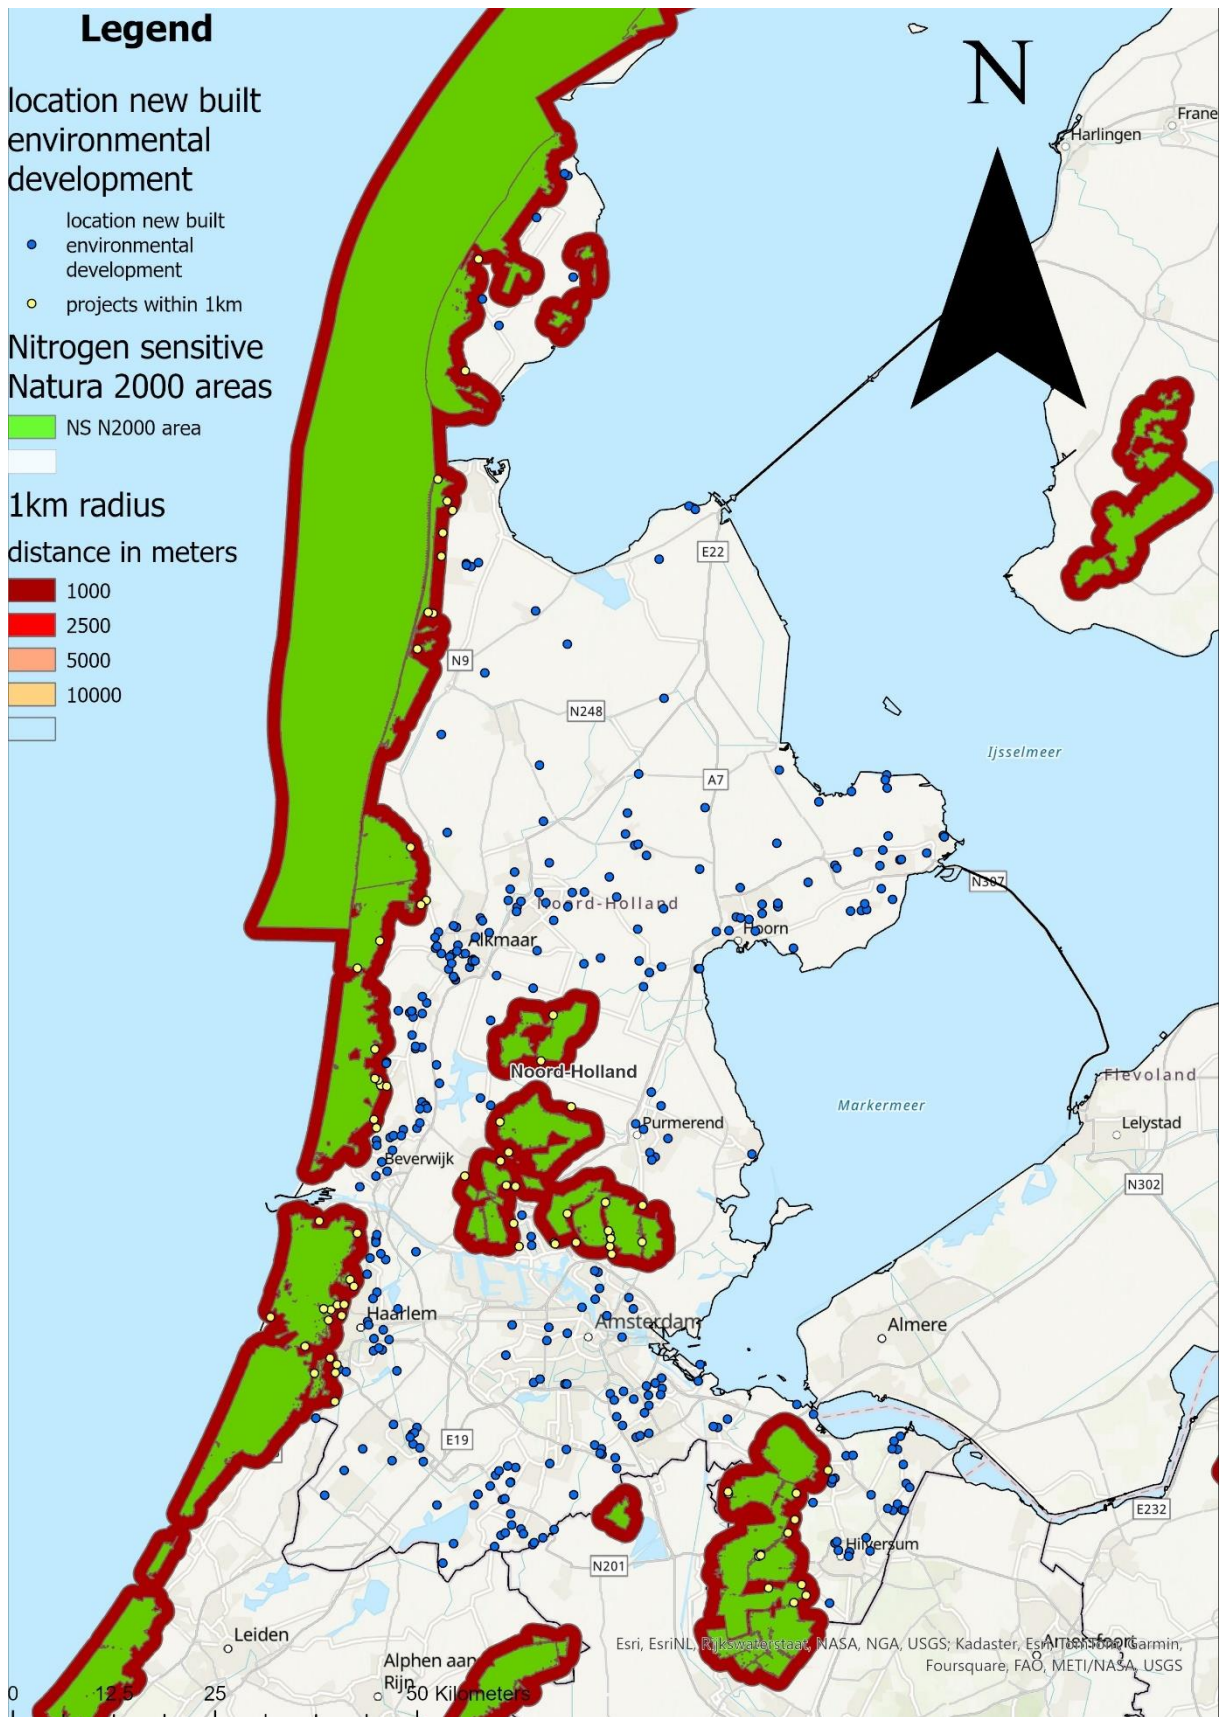 Legend
N
location new built
environmental
development
location new built
environmental
development
projects within 1km
Nitrogen sensitive
Natura 2000 areas
NS N2000 area
1km radius
distance in meters
1000
2500
5000
10000
Frane
Harlingen
E22
N9
N248
Ijsselmeer
A7
N307
Noord-Holland
Hoorn
Alkmaar
Noord-Holland
Flevoland
Markermeer
Purmerend
Lelystad
Beverwijk
N302
Haarlem
Amsterdam
Almere
E19
E232
Hilversum
N201
Leiden
Amersfoort
Alphen aan
Rijn
Esri, EsriNL, Rijkswaterstaat, NASA, NGA, USGS; Kadaster, Esri, TomTom, Garmin,
Foursquare, FAO, METI/NASA, USGS
0 12,5 25 50 Kilometers